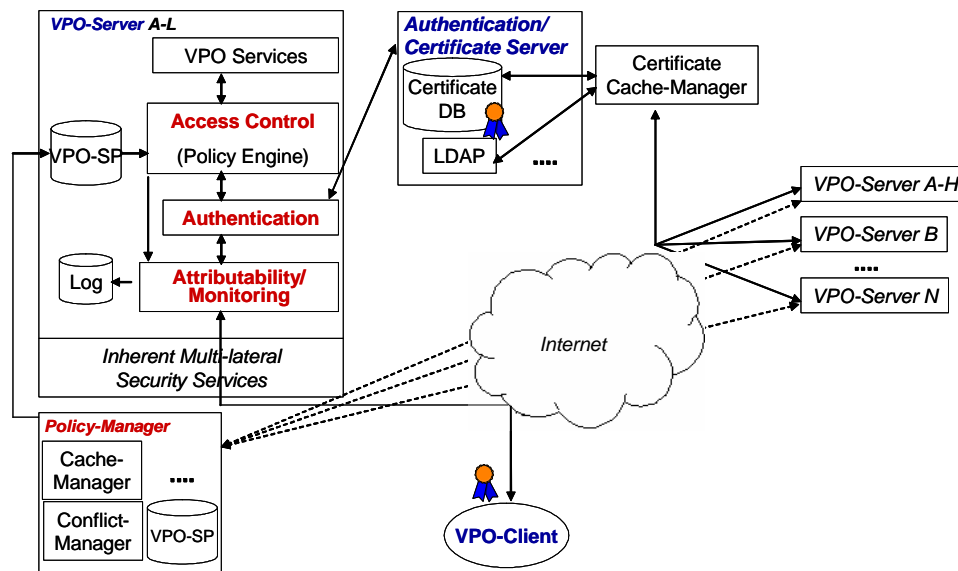 VPO-Server A-L
VPO Services
Access Control
(Policy Engine)
VPO-SP
Authentication
Attributability/
Monitoring
Log
Inherent Multi-lateral
Security Services
Authentication/
Certificate Server
Certificate
DB
LDAP
....
Certificate
Cache-Manager
VPO-Server A-H
VPO-Server B
....
VPO-Server N
Internet
Policy-Manager
Cache-
Manager
....
Conflict-
Manager
VPO-SP
VPO-Client